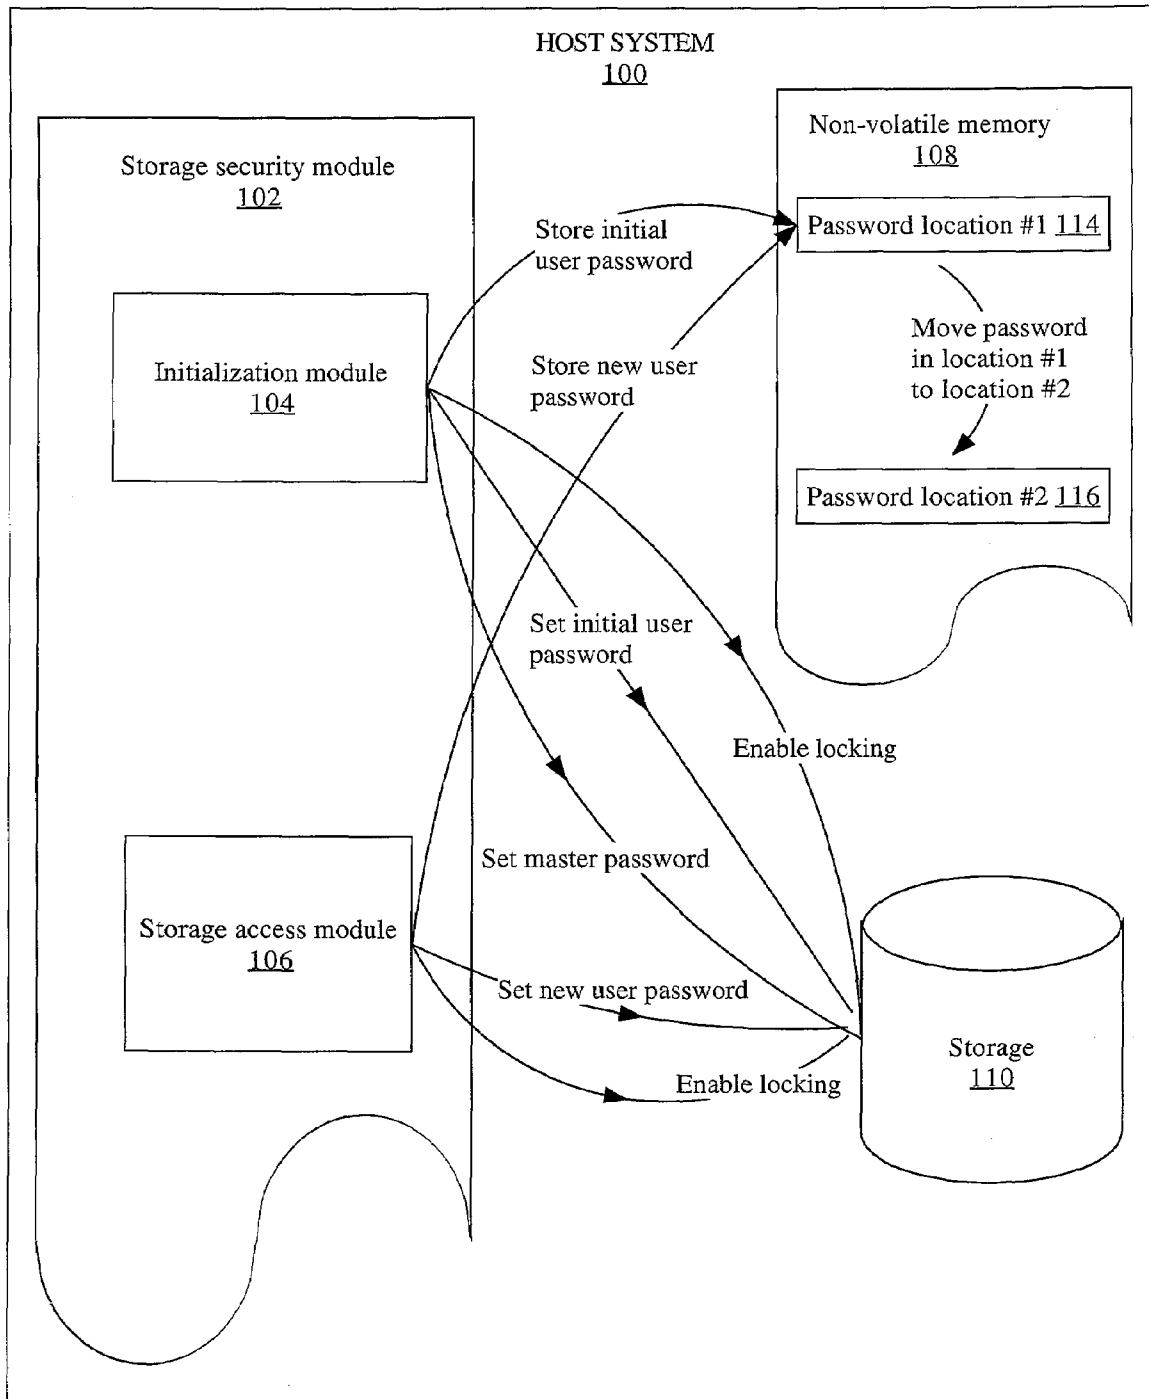 HOST SYSTEM
100
Storage security module
102
Initialization module
104
Storage access module
106
Store initial
user password
Store new user
password
Set initial user
password
Enable locking
Set master password
Set new user password
Enable locking
Non-volatile memory
108
Password location #1 114
Move password
in location #1
to location #2
Password location #2 116
Storage
110